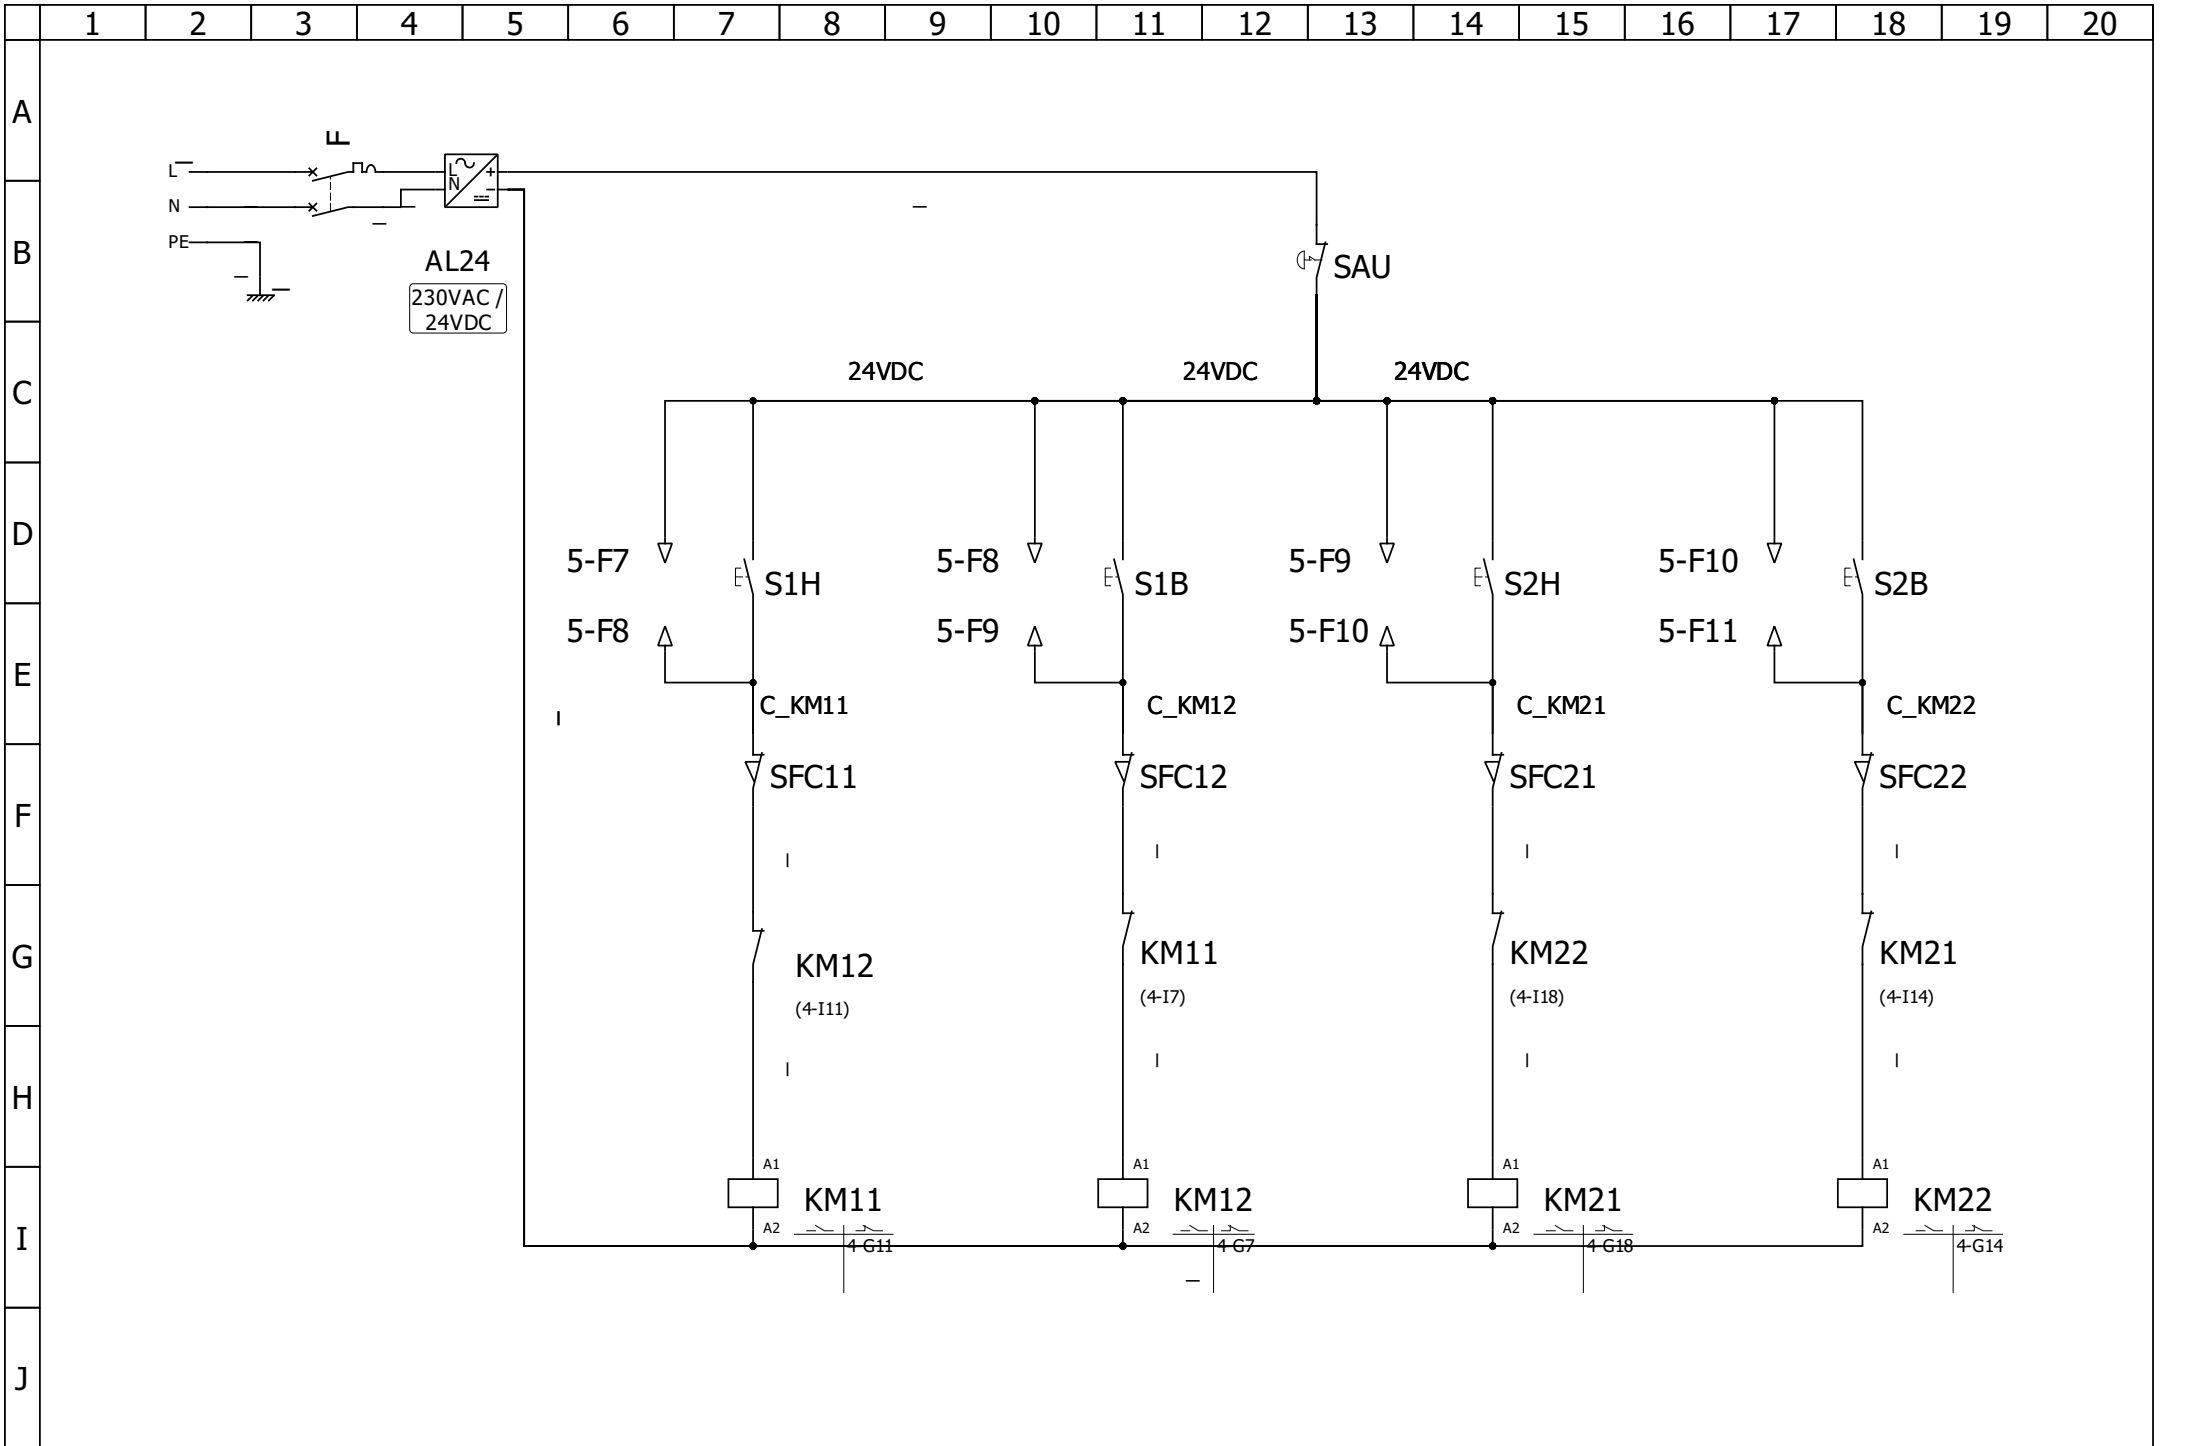 1 2 3 4 5 6 7 8 9 10 11 12 13 14 15 16 17 18 19 20
A
F
L L +
N N
B
PE
AL24
SAU
230VAC /
24VDC
C
24VDC 24VDC 24VDC
D
5-F7 S1H 5-F8 S1B 5-F9 S2H 5-F10 S2B
5-F8 5-F9 5-F10 5-F11
E
C_KM11 C_KM12 C_KM21 C_KM22
SFC11 SFC12 SFC21 SFC22
F
G
KM12 KM11 KM22 KM21
(4-I11) (4-I7) (4-I18) (4-I14)
H
A1 A1 A1 A1
KM11 KM12 KM21 KM22
A2 A2 A2 A2
I
4-G11 4-G7 4-G18 4-G14
J